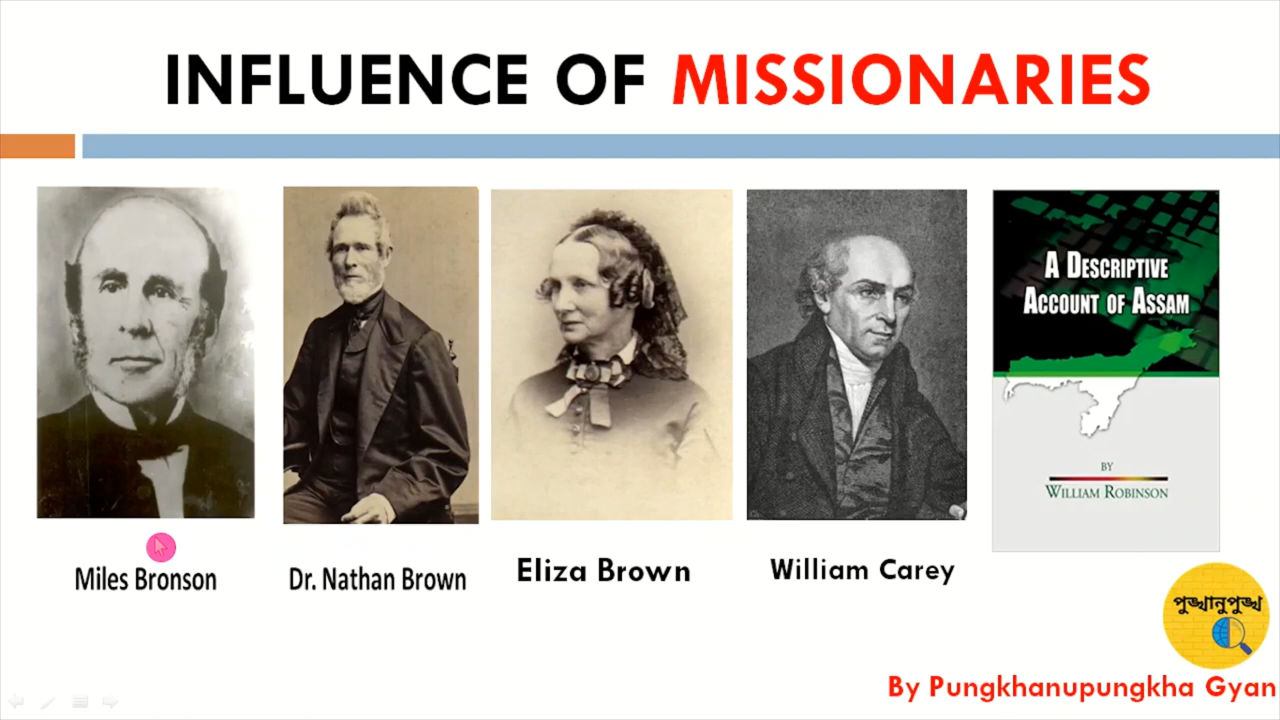 INFLUENCE OF MISSIONARIES
A DESCRIPTIVE
ACCOUNT OF ASSAM
BY
WILLIAM ROBINSON
Miles Bronson
Dr. Nathan Brown
Eliza Brown
William Carey
পুঙ্খানুপুঙ্খ
By Pungkhanupungkha Gyan